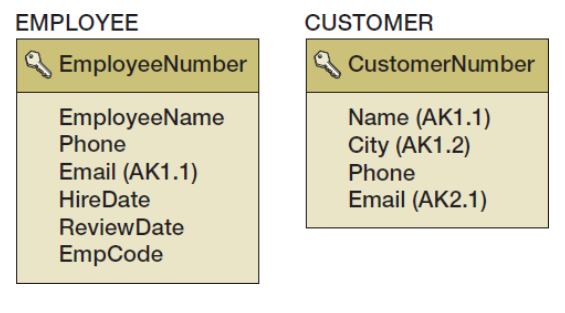 EMPLOYEE
EmployeeNumber
EmployeeName
Phone
Email (AK1.1)
HireDate
ReviewDate
EmpCode
CUSTOMER
CustomerNumber
Name (AK1.1)
City (AK1.2)
Phone
Email (AK2.1)